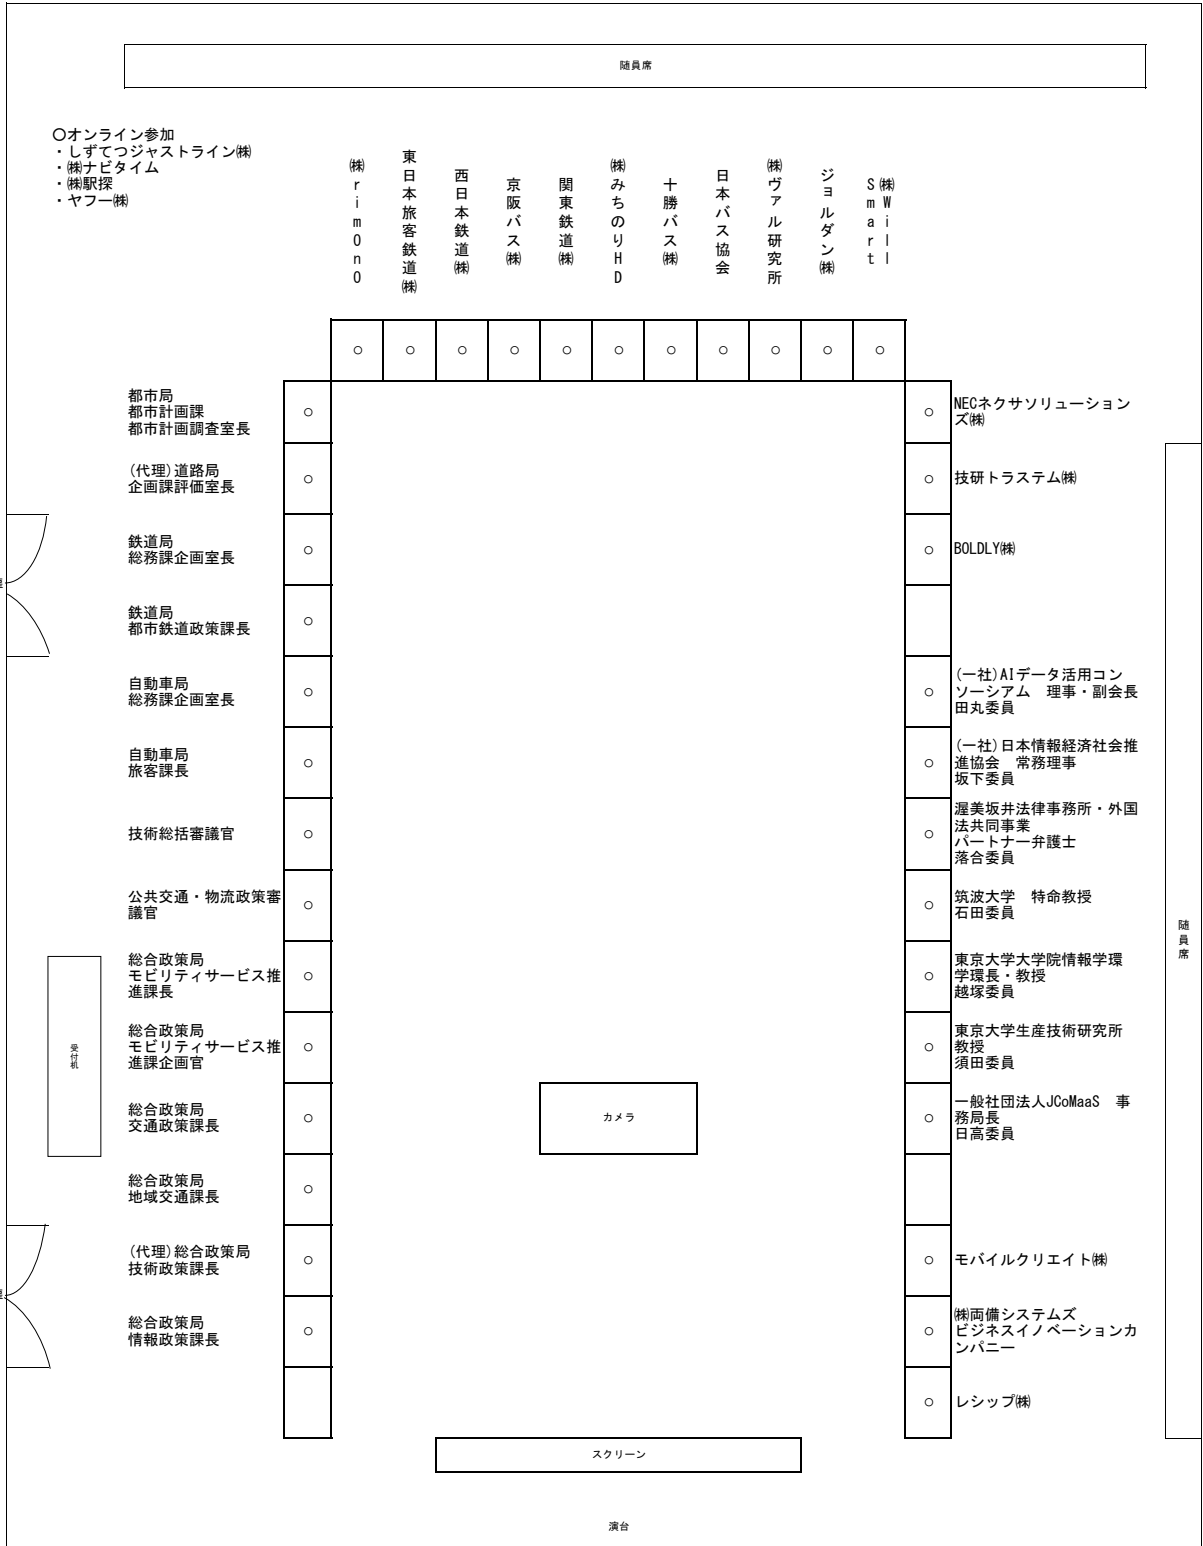 随員席
〇オンライン参加
・しずてつジャストライン㈱
・㈱ナビタイム
・㈱駅探
・ヤフー㈱
㈱rimOnO
東日本旅客鉄道㈱
西日本鉄道㈱
京阪バス㈱
関東鉄道㈱
㈱みちのりHD
十勝バス㈱
日本バス協会
㈱ヴァル研究所
ジョルダン㈱
㈱Will
Smart
○ ○ ○ ○ ○ ○ ○ ○ ○ ○ ○
都市局
都市計画課
都市計画調査室長
○
(代理)道路局
企画課評価室長
○
鉄道局
総務課企画室長
○
鉄道局
都市鉄道政策課長
○
自動車局
総務課企画室長
○
自動車局
旅客課長
○
技術総括審議官
○
公共交通・物流政策審
議官
○
総合政策局
モビリティサービス推
進課長
○
総合政策局
モビリティサービス推
進課企画官
○
総合政策局
交通政策課長
○
総合政策局
地域交通課長
○
(代理)総合政策局
技術政策課長
○
総合政策局
情報政策課長
○
受付机
カメラ
○
NECネクサソリューション
ズ㈱
○
技研トラステム㈱
○
BOLDLY㈱
○
(一社)AIデータ活用コン
ソーシアム　理事・副会長
田丸委員
○
(一社)日本情報経済社会推
進協会　常務理事
坂下委員
○
渥美坂井法律事務所・外国
法共同事業
パートナー弁護士
落合委員
○
筑波大学　特命教授
石田委員
○
東京大学大学院情報学環
学環長・教授
越塚委員
○
東京大学生産技術研究所
教授
須田委員
○
一般社団法人JCoMaaS　事
務局長
日高委員
○
モバイルクリエイト㈱
○
㈱両備システムズ
ビジネスイノベーションカ
ンパニー
○
レシップ㈱
随員席
スクリーン
演台